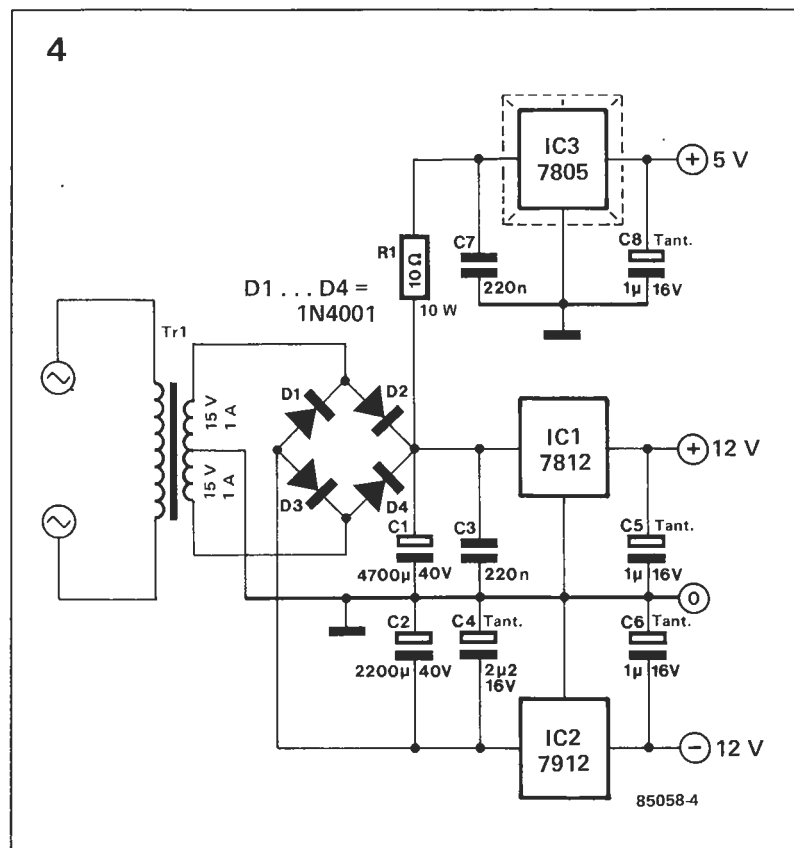 4
IC3
7805
+ 5 V
C7
220n
C8 Tant.
1µ 16V
R1
10Ω
10 W
D1 . . . D4 =
1N4001
Tr1
15 V
1 A
15 V
1 A
D1
D2
D3
D4
IC1
7812
+ 12 V
C1
4700µ 40V
C3
220n
C5 Tant.
1µ 16V
0
C2
2200µ 40V
C4 Tant.
2µ2
16V
C6 Tant.
1µ 16V
IC2
7912
− 12 V
85058-4